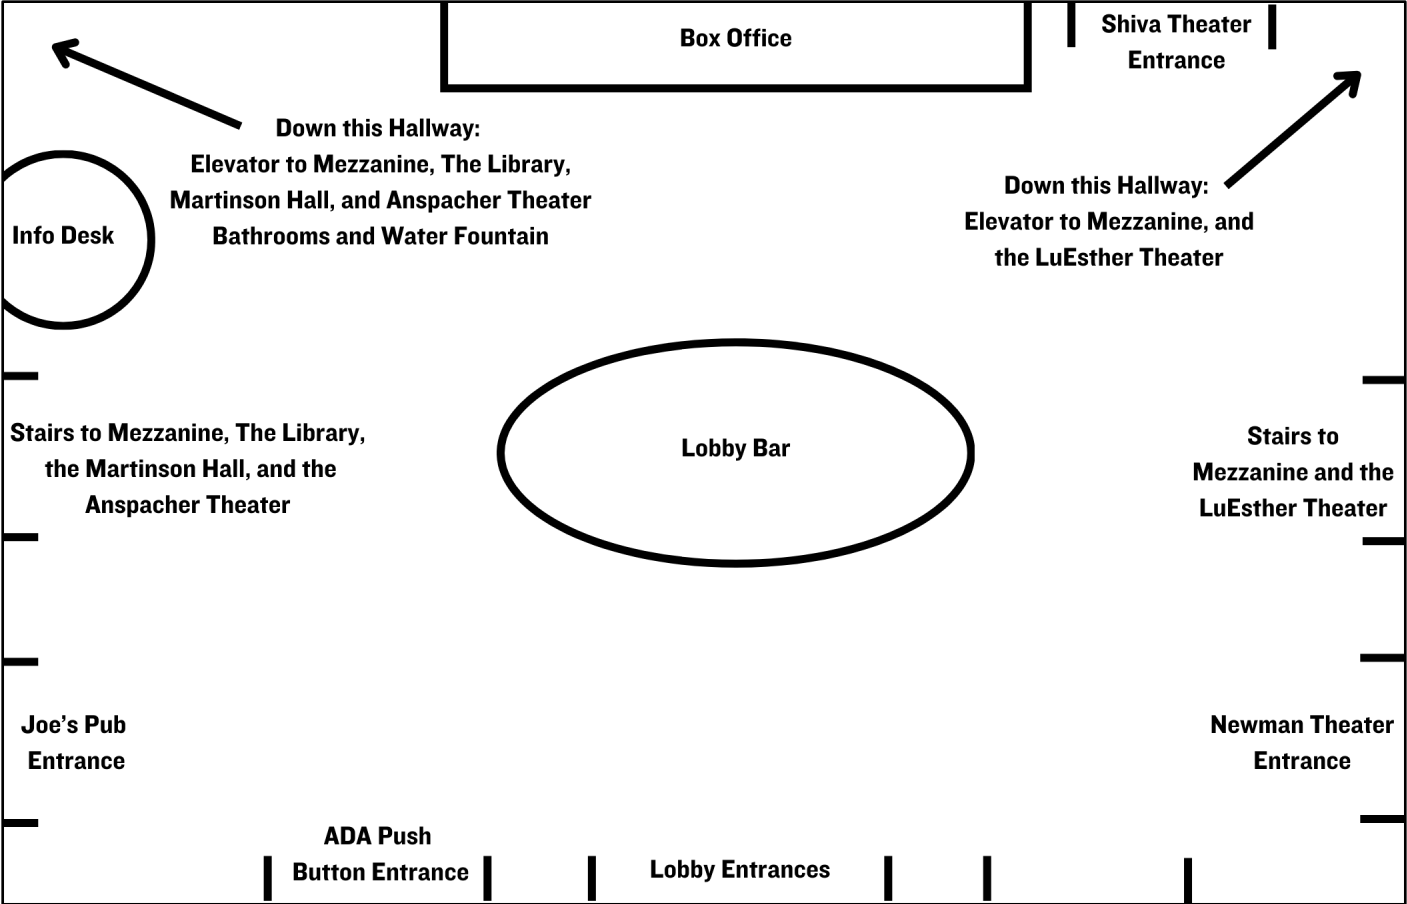 Box Office
Shiva Theater
Entrance
Down this Hallway:
Elevator to Mezzanine, The Library,
Martinson Hall, and Anspacher Theater
Bathrooms and Water Fountain
Down this Hallway:
Elevator to Mezzanine, and
the LuEsther Theater
Info Desk
Stairs to Mezzanine, The Library,
the Martinson Hall, and the
Anspacher Theater
Lobby Bar
Stairs to
Mezzanine and the
LuEsther Theater
Joe’s Pub
Entrance
Newman Theater
Entrance
ADA Push
Button Entrance
Lobby Entrances